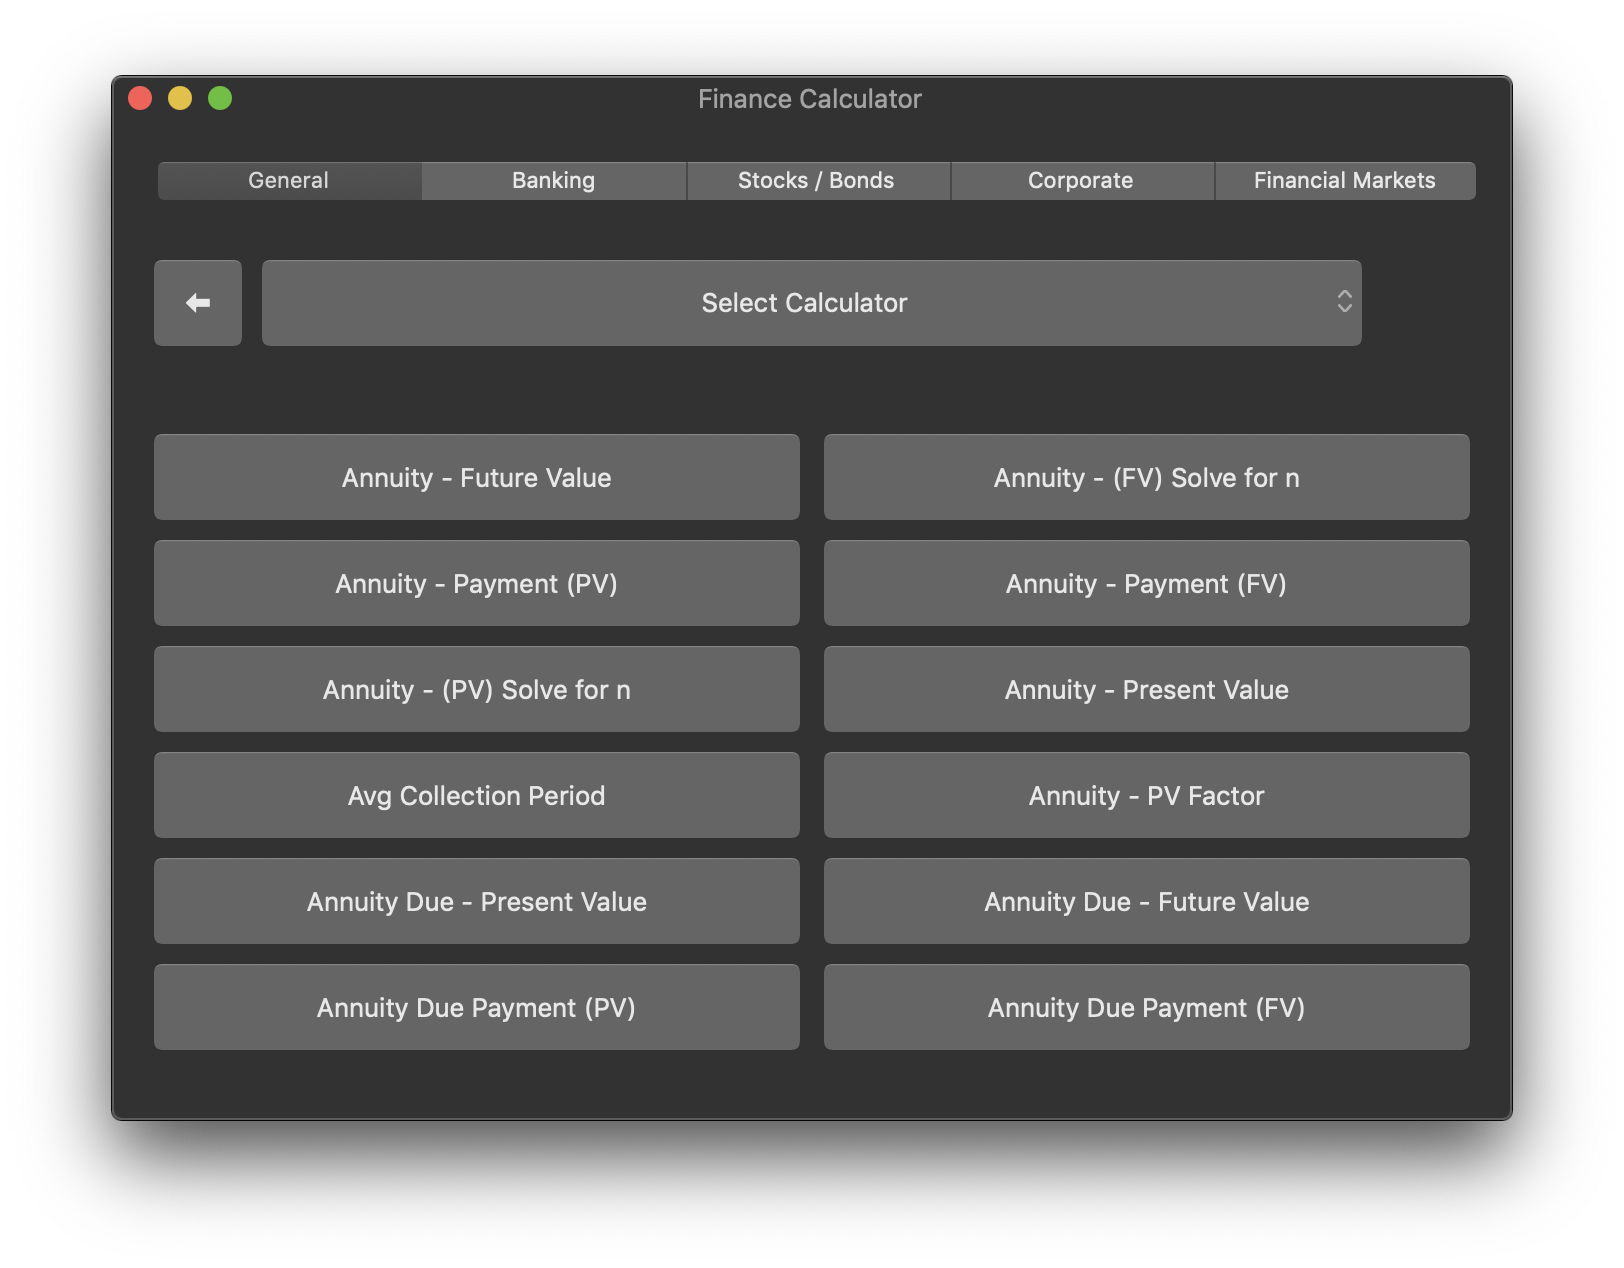 Finance Calculator
General
Banking
Stocks / Bonds
Corporate
Financial Markets
Select Calculator
Annuity - Future Value
Annuity - (FV) Solve for n
Annuity - Payment (PV)
Annuity - Payment (FV)
Annuity - (PV) Solve for n
Annuity - Present Value
Avg Collection Period
Annuity - PV Factor
Annuity Due - Present Value
Annuity Due - Future Value
Annuity Due Payment (PV)
Annuity Due Payment (FV)